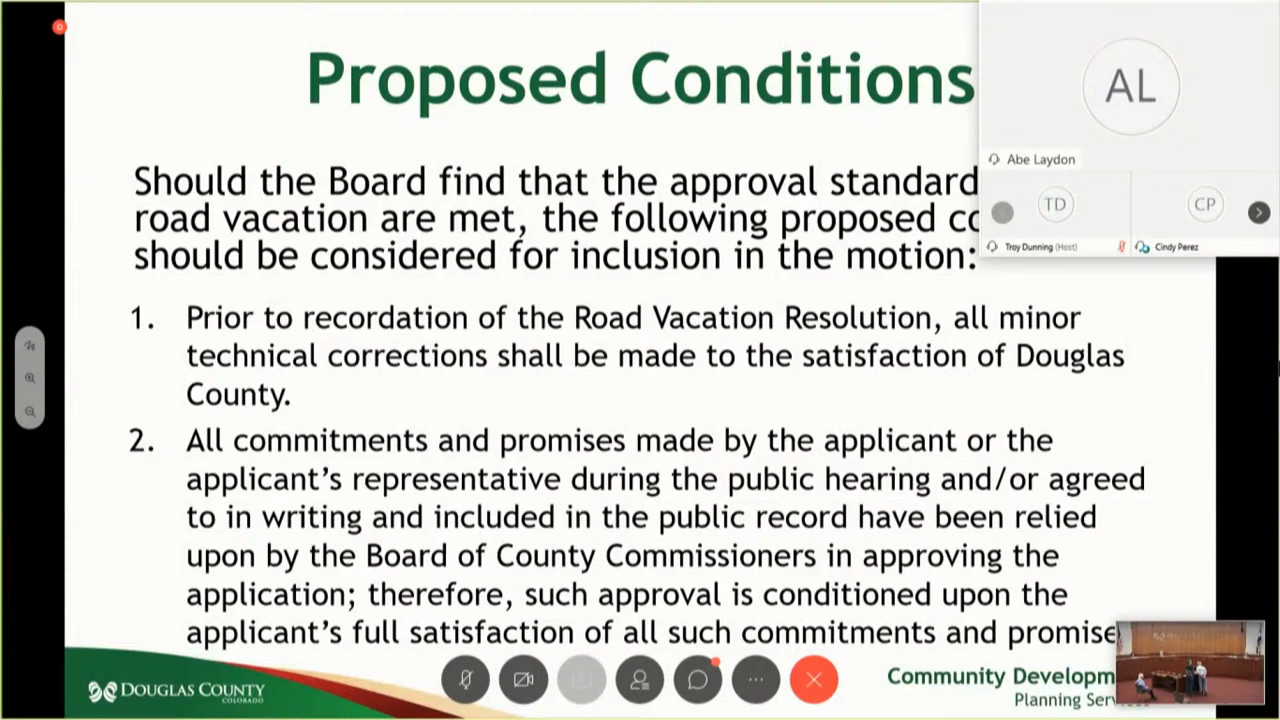 Proposed Conditions
AL
Abe Laydon
TD
CP
Troy Dunning (Host)
Cindy Perez
Should the Board find that the approval standard
road vacation are met, the following proposed
should be considered for inclusion in the motion:
1. Prior to recordation of the Road Vacation Resolution, all minor
technical corrections shall be made to the satisfaction of Douglas
County.
2. All commitments and promises made by the applicant or the
applicant’s representative during the public hearing and/or agreed
to in writing and included in the public record have been relied
upon by the Board of County Commissioners in approving the
application; therefore, such approval is conditioned upon the
applicant’s full satisfaction of all such commitments and promise
DOUGLAS COUNTY
COLORADO
Community Developm
Planning Ser